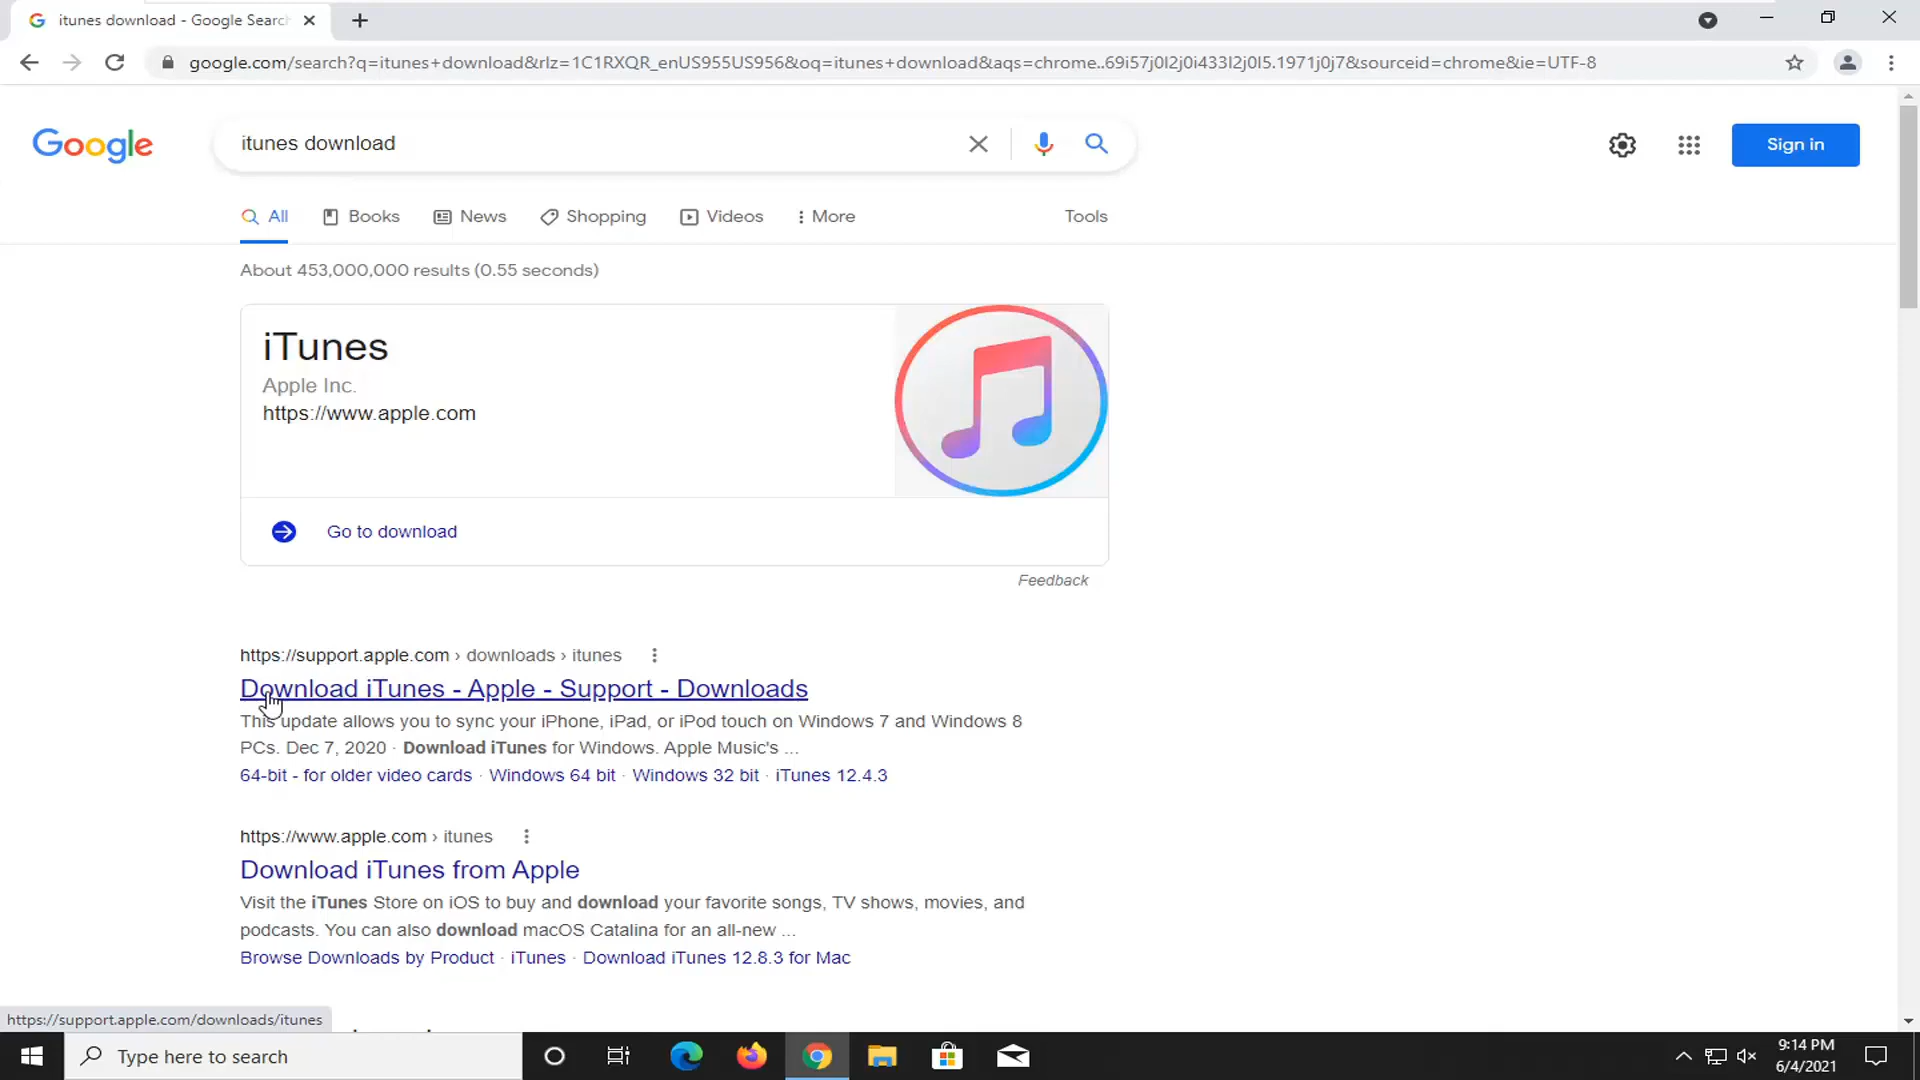 itunes download - Google Search
google.com/search?q=itunes+download&rlz=1C1RXQR_enUS955US956&oq=itunes+download&aqs=chrome..69i57j0l2j0i433l2j0l5.1971j0j7&sourceid=chrome&ie=UTF-8
Google
itunes download
Sign in
All
Books
News
Shopping
Videos
More
Tools
About 453,000,000 results (0.55 seconds)
iTunes
Apple Inc.
https://www.apple.com
Go to download
Feedback
https://support.apple.com › downloads › itunes
Download iTunes - Apple - Support - Downloads
This update allows you to sync your iPhone, iPad, or iPod touch on Windows 7 and Windows 8
PCs. Dec 7, 2020 · Download iTunes for Windows. Apple Music's ...
64-bit - for older video cards · Windows 64 bit · Windows 32 bit · iTunes 12.4.3
https://www.apple.com › itunes
Download iTunes from Apple
Visit the iTunes Store on iOS to buy and download your favorite songs, TV shows, movies, and
podcasts. You can also download macOS Catalina for an all-new ...
Browse Downloads by Product · iTunes · Download iTunes 12.8.3 for Mac
https://support.apple.com/downloads/itunes
Type here to search
9:14 PM
6/4/2021